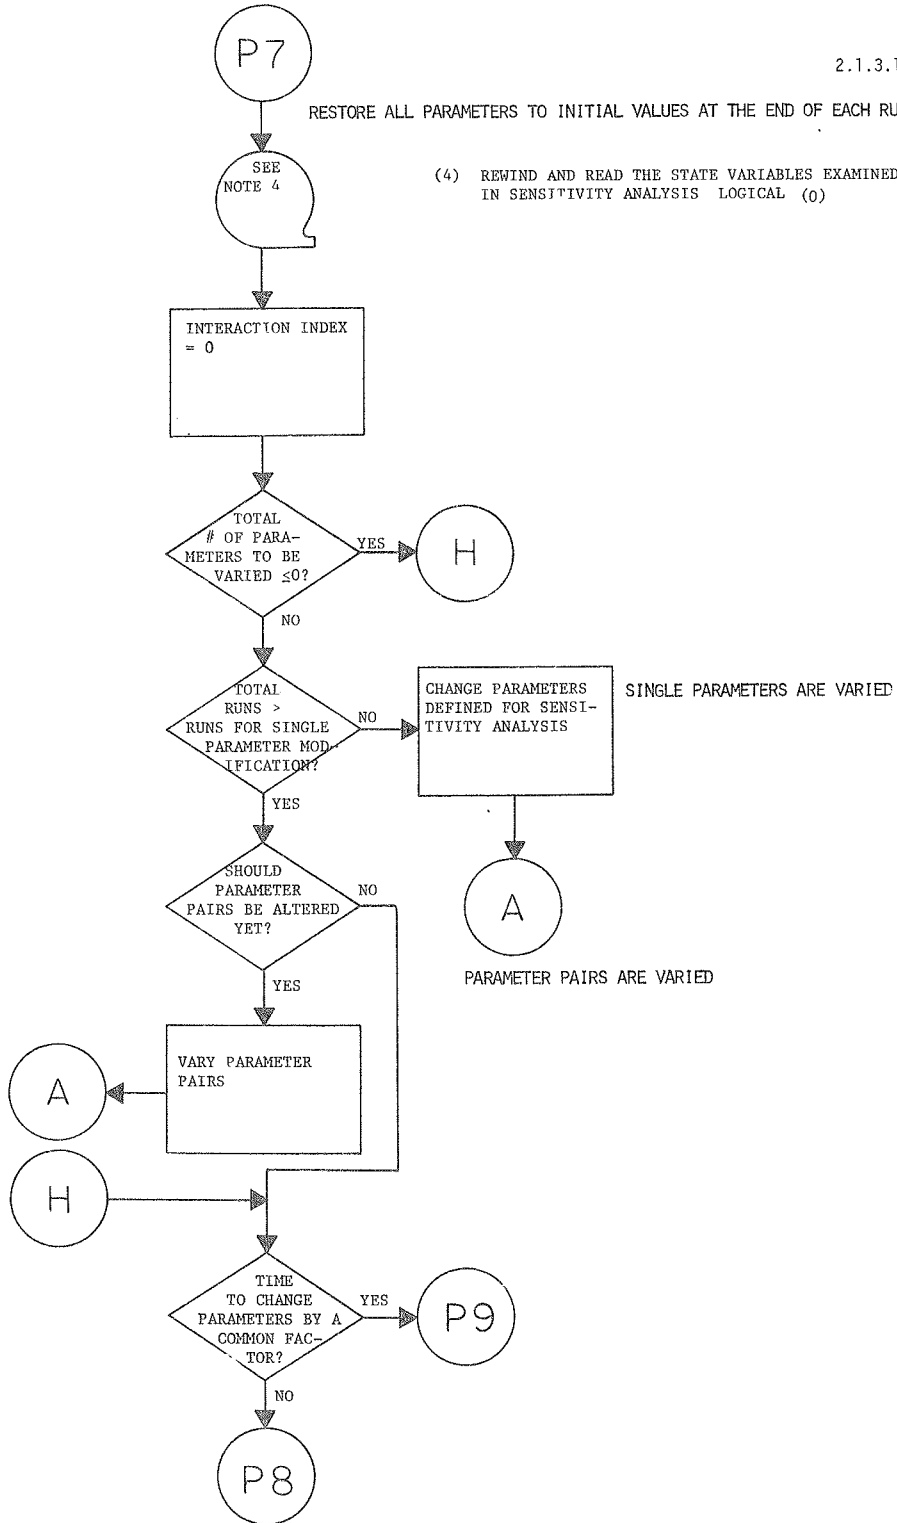 P7
2.1.3.1
RESTORE ALL PARAMETERS TO INITIAL VALUES AT THE END OF EACH RU
SEE
NOTE 4
(4) REWIND AND READ THE STATE VARIABLES EXAMINED
IN SENSITIVITY ANALYSIS LOGICAL (0)
INTERACTION INDEX
= 0
TOTAL
# OF PARA-
METERS TO BE
VARIED ≤0?
YES
H
NO
TOTAL
RUNS >
RUNS FOR SINGLE
PARAMETER MOD-
IFICATION?
NO
CHANGE PARAMETERS
DEFINED FOR SENSI-
TIVITY ANALYSIS
SINGLE PARAMETERS ARE VARIED
YES
SHOULD
PARAMETER
PAIRS BE ALTERED
YET?
NO
A
PARAMETER PAIRS ARE VARIED
YES
VARY PARAMETER
PAIRS
A
H
TIME
TO CHANGE
PARAMETERS BY A
COMMON FAC-
TOR?
YES
P9
NO
P8